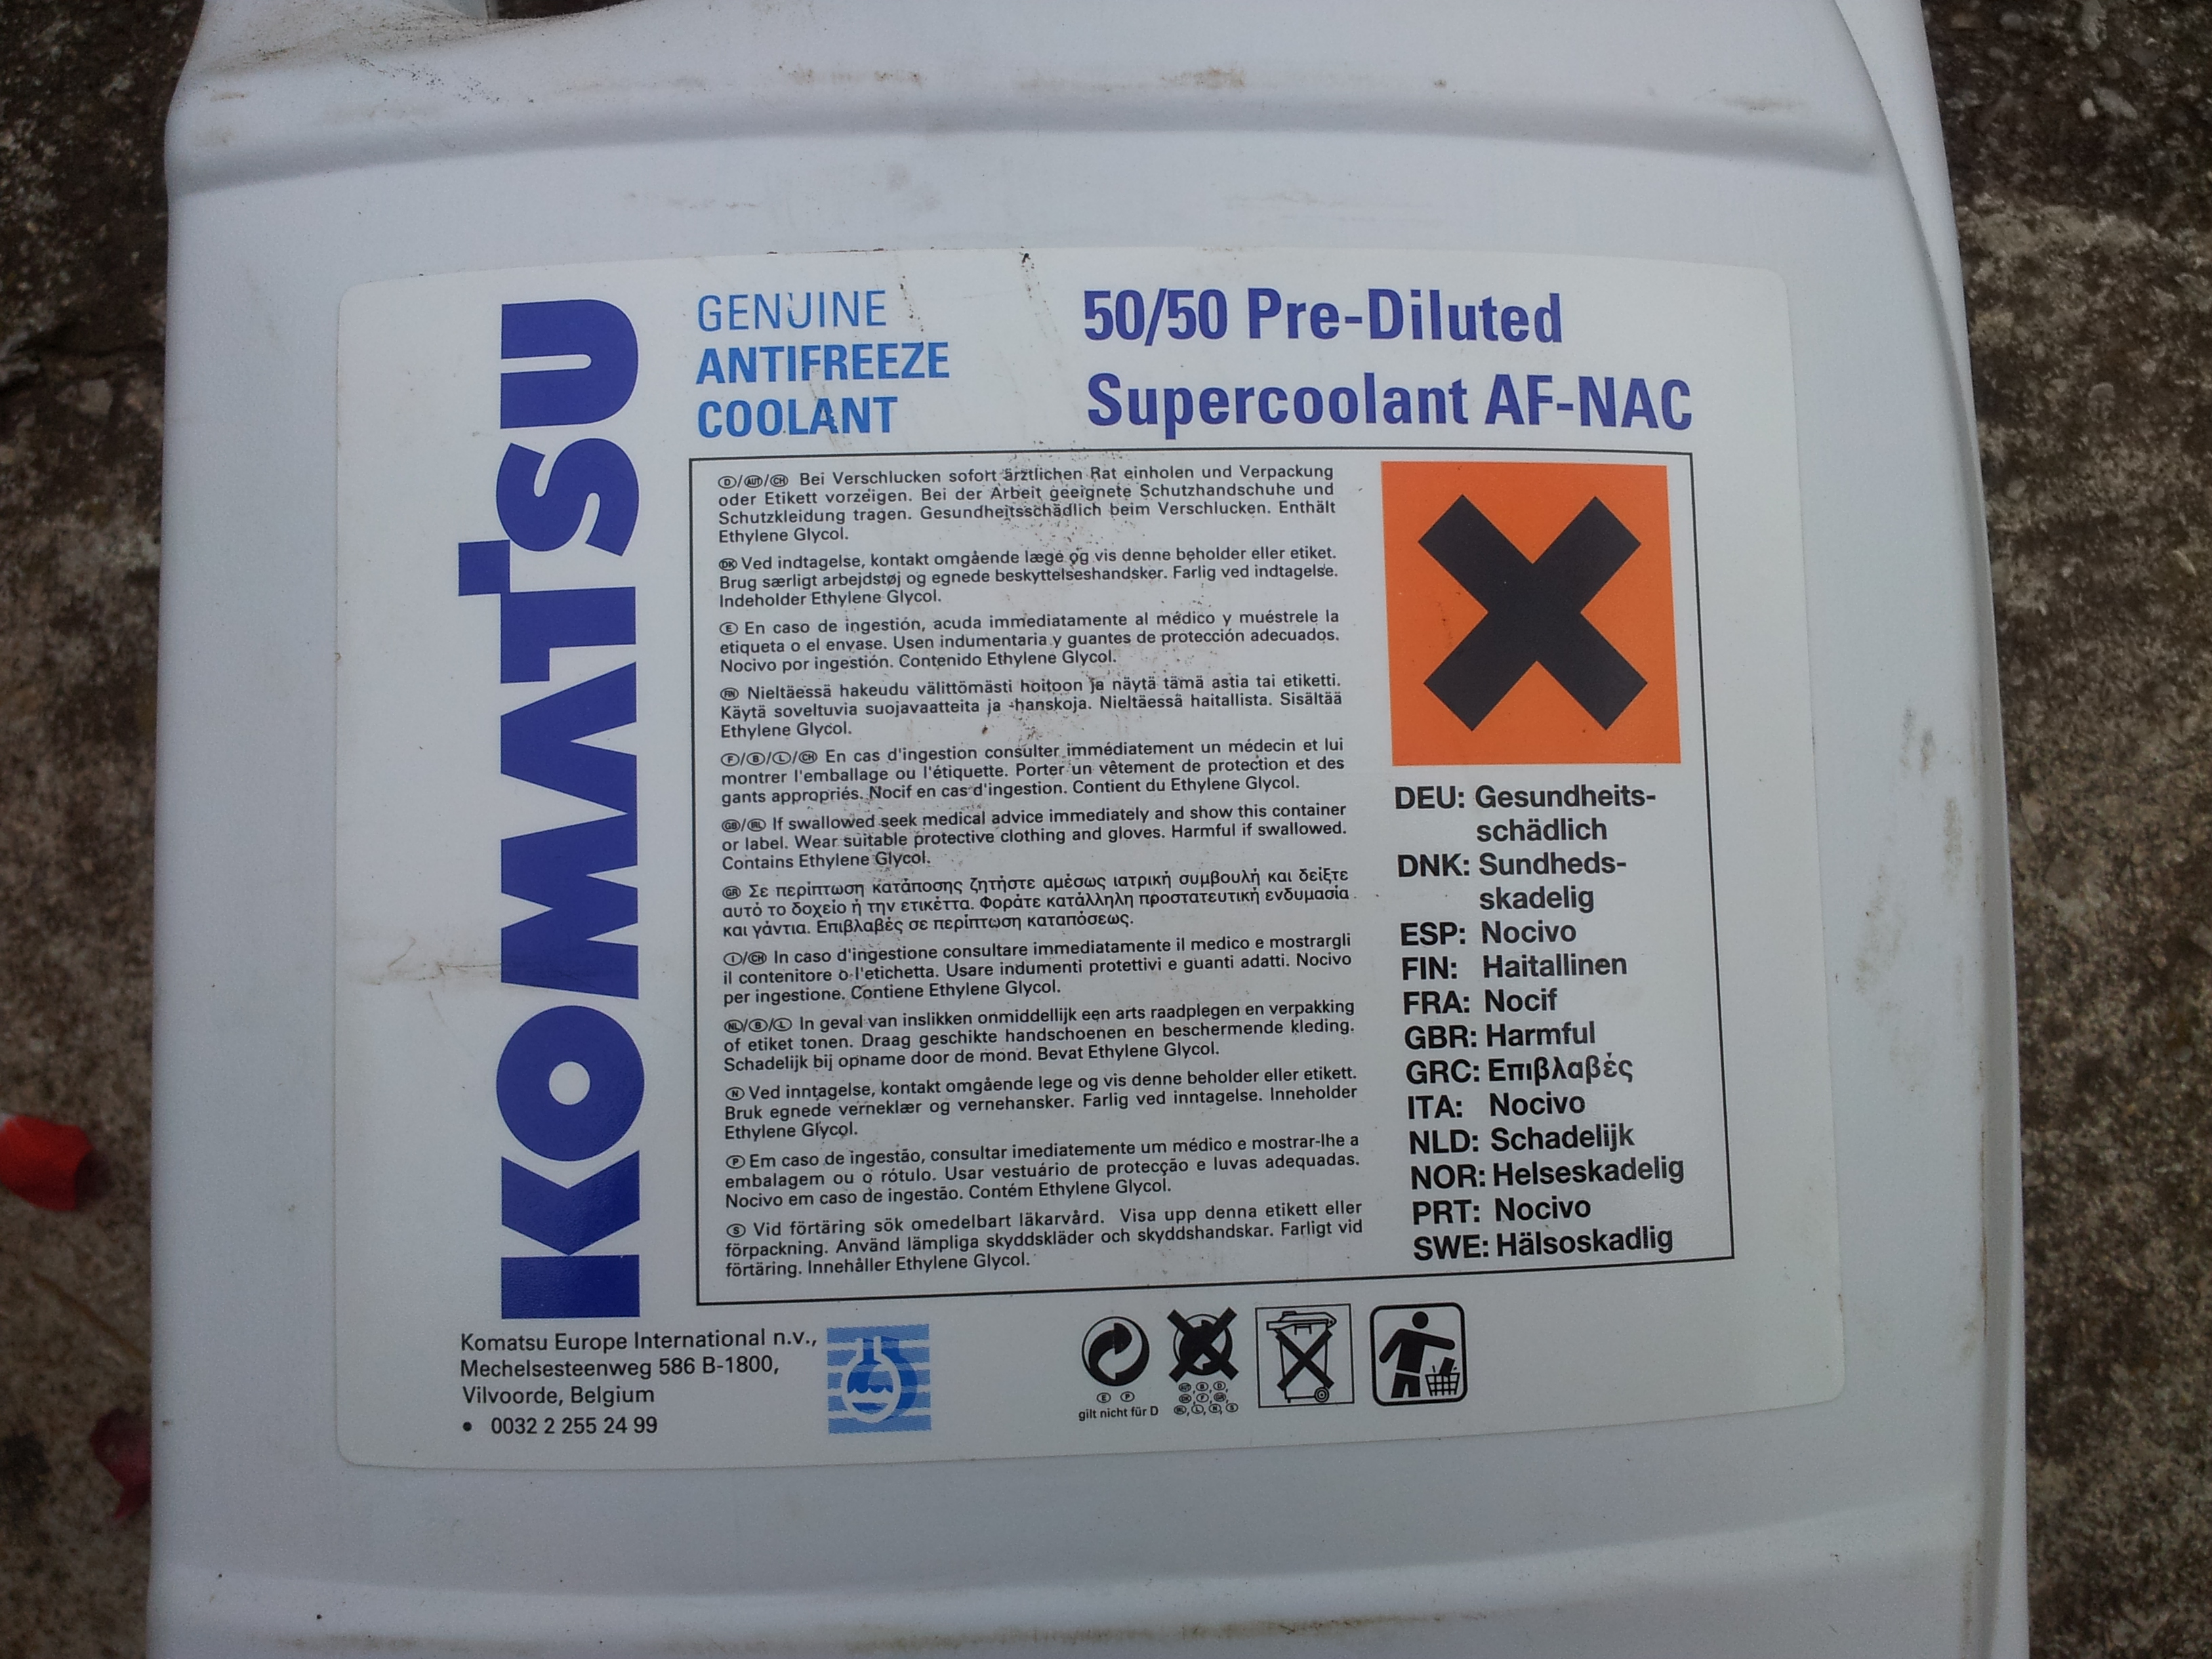 KOMATSU
GENUINE
ANTIFREEZE
COOLANT
50/50 Pre-Diluted
Supercoolant AF-NAC
D/AUT/CH Bei Verschlucken sofort ärztlichen Rat einholen und Verpackung
oder Etikett vorzeigen. Bei der Arbeit geeignete Schutzhandschuhe und
Schutzkleidung tragen. Gesundheitsschädlich beim Verschlucken. Enthält
Ethylene Glycol.
DK Ved indtagelse, kontakt omgående læge og vis denne beholder eller etiket.
Brug særligt arbejdstøj og egnede beskyttelseshandsker. Farlig ved indtagelse.
Indeholder Ethylene Glycol.
E En caso de ingestión, acuda immediatamente al médico y muéstrele la
etiqueta o el envase. Usen indumentaria y guantes de protección adecuados.
Nocivo por ingestión. Contenido Ethylene Glycol.
FIN Nieltäessä hakeudu välittömästi hoitoon ja näytä tämä astia tai etiketti.
Käytä soveltuvia suojavaatteita ja -hanskoja. Nieltäessä haitallista. Sisältää
Ethylene Glycol.
F/B/L/CH En cas d'ingestion consulter immédiatement un médecin et lui
montrer l'emballage ou l'étiquette. Porter un vêtement de protection et des
gants appropriés. Nocif en cas d'ingestion. Contient du Ethylene Glycol.
GB/IRL If swallowed seek medical advice immediately and show this container
or label. Wear suitable protective clothing and gloves. Harmful if swallowed.
Contains Ethylene Glycol.
GR Σε περίπτωση κατάποσης ζητήστε αμέσως ιατρική συμβουλή και δείξτε
αυτό το δοχείο ή την ετικέττα. Φοράτε κατάλληλη προστατευτική ενδυμασία
και γάντια. Επιβλαβές σε περίπτωση καταπόσεως.
I/CH In caso d'ingestione consultare immediatamente il medico e mostrargli
il contenitore o l'etichetta. Usare indumenti protettivi e guanti adatti. Nocivo
per ingestione. Contiene Ethylene Glycol.
NL/B/L In geval van inslikken onmiddellijk een arts raadplegen en verpakking
of etiket tonen. Draag geschikte handschoenen en beschermende kleding.
Schadelijk bij opname door de mond. Bevat Ethylene Glycol.
N Ved inntagelse, kontakt omgående lege og vis denne beholder eller etikett.
Bruk egnede verneklær og vernehansker. Farlig ved inntagelse. Inneholder
Ethylene Glycol.
P Em caso de ingestão, consultar imediatemente um médico e mostrar-lhe a
embalagem ou o rótulo. Usar vestuário de protecção e luvas adequadas.
Nocivo em caso de ingestão. Contém Ethylene Glycol.
S Vid förtäring sök omedelbart läkarvård. Visa upp denna etikett eller
förpackning. Använd lämpliga skyddskläder och skyddshandskar. Farligt vid
förtäring. Innehåller Ethylene Glycol.
DEU: Gesundheits-
schädlich
DNK: Sundheds-
skadelig
ESP: Nocivo
FIN: Haitallinen
FRA: Nocif
GBR: Harmful
GRC: Επιβλαβές
ITA: Nocivo
NLD: Schadelijk
NOR: Helseskadelig
PRT: Nocivo
SWE: Hälsoskadlig
Komatsu Europe International n.v.,
Mechelsesteenweg 586 B-1800,
Vilvoorde, Belgium
• 0032 2 255 24 99
E P
gilt nicht für D